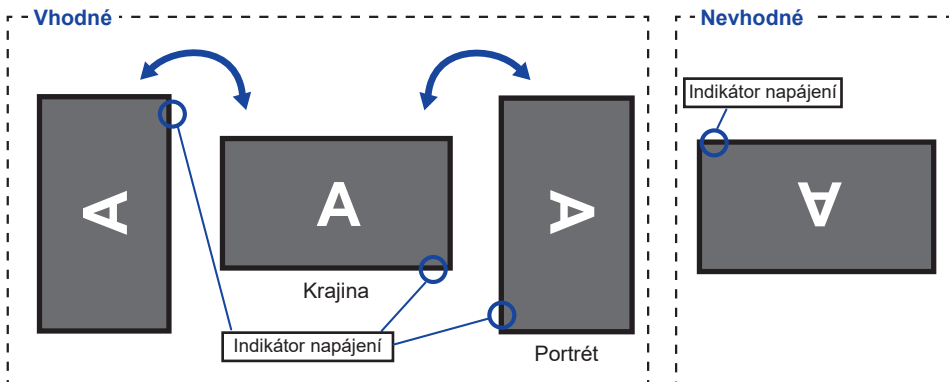 Vhodné
Nevhodné
Indikátor napájení
A
A
A
A
Krajina
Indikátor napájení
Portrét